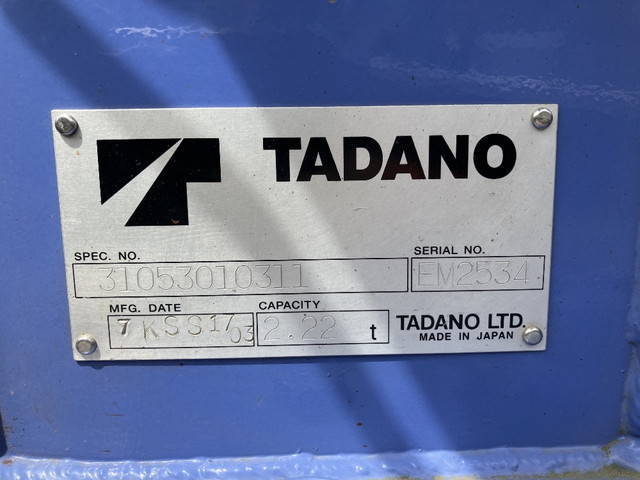 TADANO
SPEC. NO.
31053010311
SERIAL NO.
EM2534
MFG. DATE
7 KSS17/03
CAPACITY
2.22 t
TADANO LTD.
MADE IN JAPAN